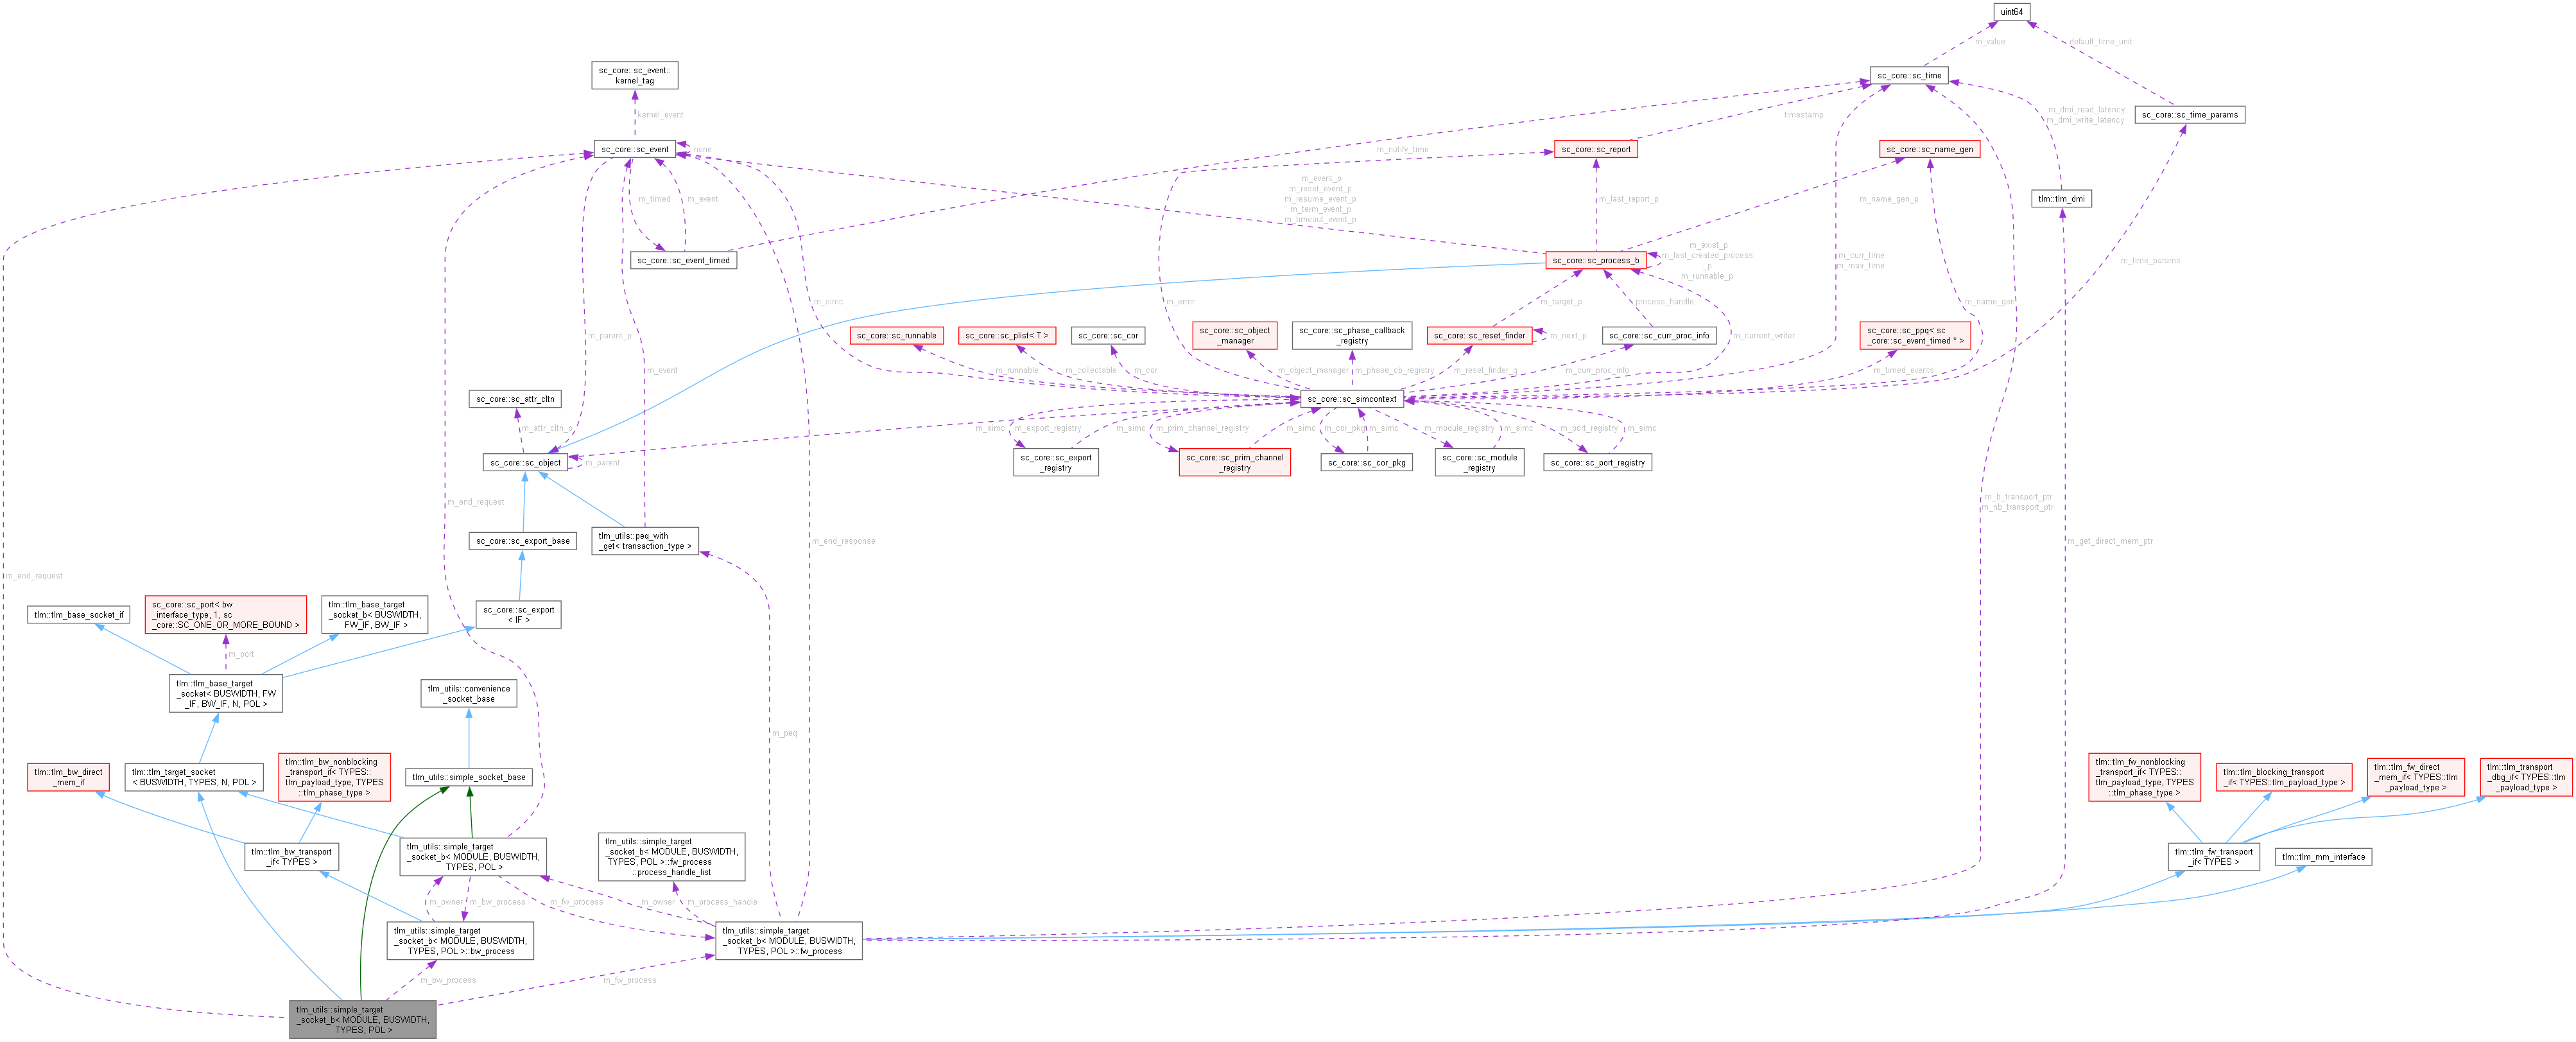 uint64
m_value
default_time_unit
sc_core::sc_event::
kernel_tag
sc_core::sc_time
kernel_event
m_dmi_read_latency
m_dmi_write_latency
timestamp
sc_core::sc_time_params
sc_core::sc_event
none
m_notify_time
sc_core::sc_report
sc_core::sc_name_gen
m_timed
m_event
m_event_p
m_reset_event_p
m_resume_event_p
m_term_event_p
m_timeout_event_p
m_last_report_p
m_name_gen_p
tlm::tlm_dmi
sc_core::sc_event_timed
sc_core::sc_process_b
m_exist_p
m_last_created_process
_p
m_runnable_p
m_curr_time
m_max_time
m_time_params
m_simc
m_error
m_target_p
process_handle
m_name_gen
m_parent_p
sc_core::sc_runnable
sc_core::sc_plist< T >
sc_core::sc_cor
sc_core::sc_object
_manager
sc_core::sc_phase_callback
_registry
sc_core::sc_reset_finder
m_next_p
sc_core::sc_curr_proc_info
m_current_writer
sc_core::sc_ppq< sc
_core::sc_event_timed * >
m_event
m_runnable
m_collectable
m_cor
m_object_manager
m_phase_cb_registry
m_reset_finder_q
m_curr_proc_info
m_timed_events
sc_core::sc_attr_cltn
sc_core::sc_simcontext
m_attr_cltn_p
m_simc
m_export_registry
m_simc
m_prim_channel_registry
m_simc
m_cor_pkg
m_simc
m_module_registry
m_simc
m_port_registry
m_simc
sc_core::sc_object
m_parent
sc_core::sc_export
_registry
sc_core::sc_prim_channel
_registry
sc_core::sc_cor_pkg
sc_core::sc_module
_registry
sc_core::sc_port_registry
m_end_request
m_b_transport_ptr
m_nb_transport_ptr
sc_core::sc_export_base
tlm_utils::peq_with
_get< transaction_type >
m_end_response
m_get_direct_mem_ptr
m_end_request
tlm::tlm_base_socket_if
sc_core::sc_port< bw
_interface_type, 1, sc
_core::SC_ONE_OR_MORE_BOUND >
tlm::tlm_base_target
_socket_b< BUSWIDTH,
FW_IF, BW_IF >
sc_core::sc_export
< IF >
m_port
tlm::tlm_base_target
_socket< BUSWIDTH, FW
_IF, BW_IF, N, POL >
tlm_utils::convenience
_socket_base
m_peq
tlm::tlm_bw_direct
_mem_if
tlm::tlm_target_socket
< BUSWIDTH, TYPES, N, POL >
tlm::tlm_bw_nonblocking
_transport_if< TYPES::
tlm_payload_type, TYPES
::tlm_phase_type >
tlm_utils::simple_socket_base
tlm::tlm_fw_nonblocking
_transport_if< TYPES::
tlm_payload_type, TYPES
::tlm_phase_type >
tlm::tlm_blocking_transport
_if< TYPES::tlm_payload_type >
tlm::tlm_fw_direct
_mem_if< TYPES::tlm
_payload_type >
tlm::tlm_transport
_dbg_if< TYPES::tlm
_payload_type >
tlm::tlm_bw_transport
_if< TYPES >
tlm_utils::simple_target
_socket_b< MODULE, BUSWIDTH,
TYPES, POL >
tlm_utils::simple_target
_socket_b< MODULE, BUSWIDTH,
TYPES, POL >::fw_process
::process_handle_list
tlm::tlm_fw_transport
_if< TYPES >
tlm::tlm_mm_interface
m_owner
m_bw_process
m_fw_process
m_owner
m_process_handle
tlm_utils::simple_target
_socket_b< MODULE, BUSWIDTH,
TYPES, POL >::bw_process
tlm_utils::simple_target
_socket_b< MODULE, BUSWIDTH,
TYPES, POL >::fw_process
m_bw_process
m_fw_process
tlm_utils::simple_target
_socket_b< MODULE, BUSWIDTH,
TYPES, POL >